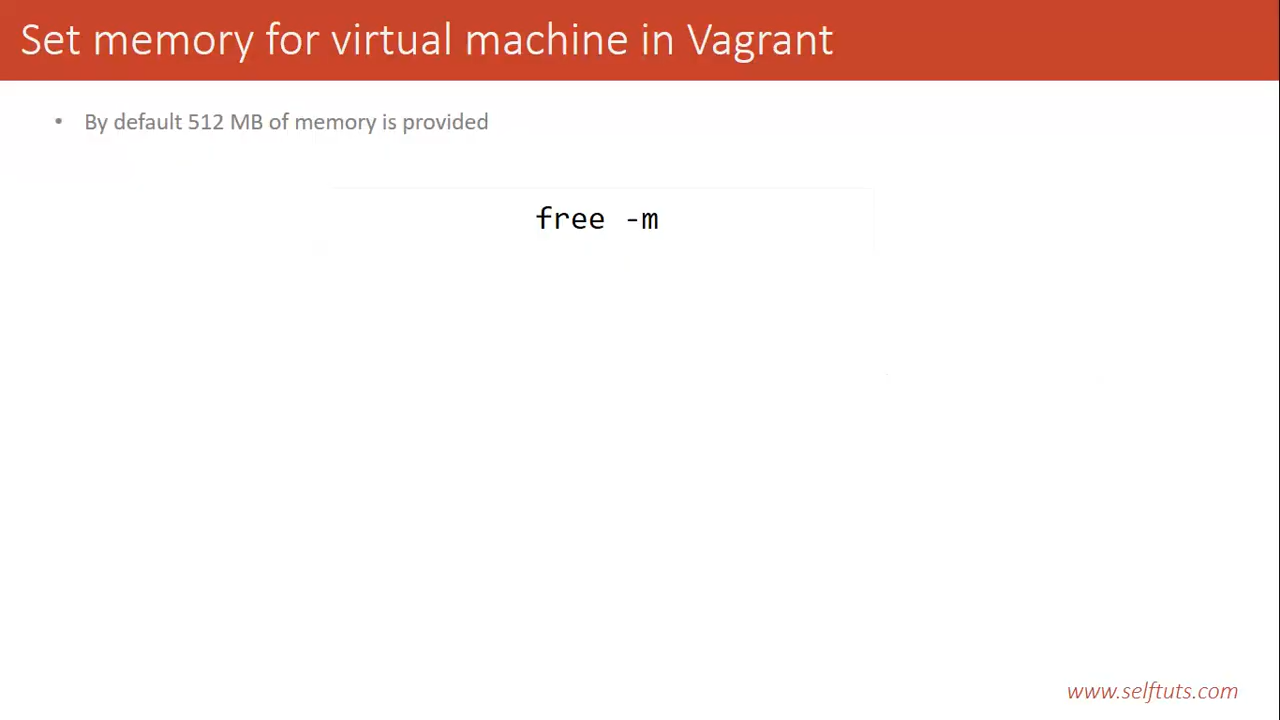 Set memory for virtual machine in Vagrant
• By default 512 MB of memory is provided
free -m
www.selftuts.com